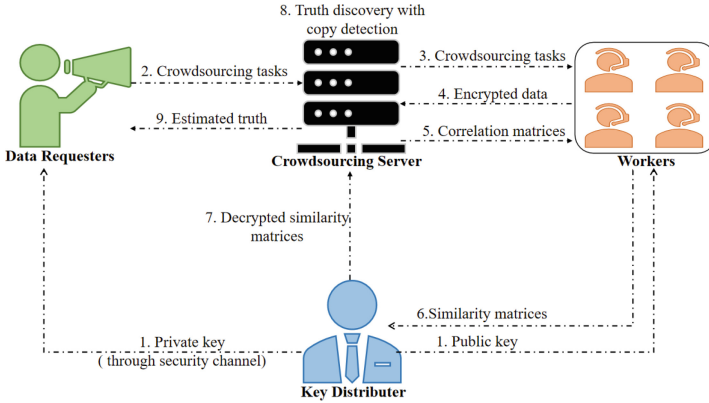 8. Truth discovery with
copy detection
2. Crowdsourcing tasks
3. Crowdsourcing tasks
4. Encrypted data
9. Estimated truth
5. Correlation matrices
Data Requesters
Crowdsourcing Server
Workers
7. Decrypted similarity
matrices
6.Similarity matrices
1. Private key
( through security channel)
1. Public key
Key Distributer